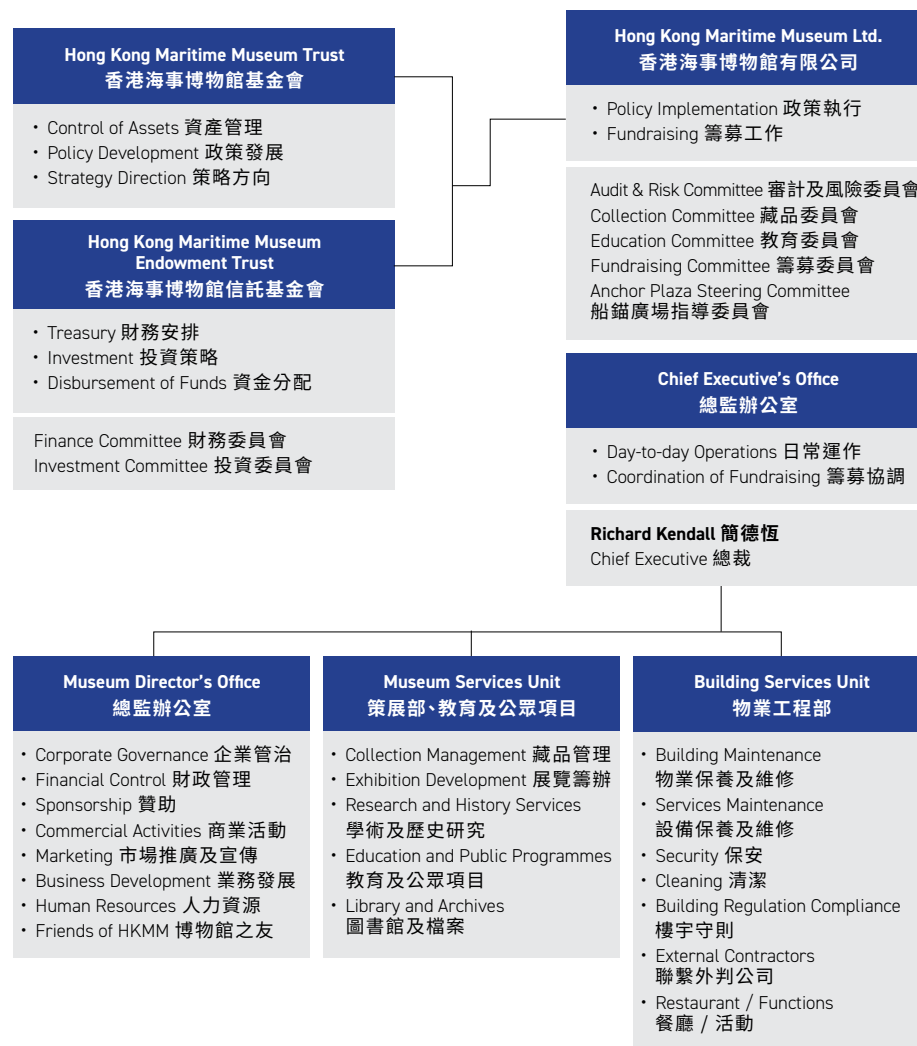 Hong Kong Maritime Museum Trust
香港海事博物館基金會
• Control of Assets 資產管理
• Policy Development 政策發展
• Strategy Direction 策略方向
Hong Kong Maritime Museum
Endowment Trust
香港海事博物館信託基金會
• Treasury 財務安排
• Investment 投資策略
• Disbursement of Funds 資金分配
Finance Committee 財務委員會
Investment Committee 投資委員會
Hong Kong Maritime Museum Ltd.
香港海事博物館有限公司
• Policy Implementation 政策執行
• Fundraising 籌募工作
Audit & Risk Committee 審計及風險委員會
Collection Committee 藏品委員會
Education Committee 教育委員會
Fundraising Committee 籌募委員會
Anchor Plaza Steering Committee
船錨廣場指導委員會
Chief Executive's Office
總監辦公室
• Day-to-day Operations 日常運作
• Coordination of Fundraising 籌募協調
Richard Kendall 簡德恆
Chief Executive 總裁
Museum Director's Office
總監辦公室
• Corporate Governance 企業管治
• Financial Control 財政管理
• Sponsorship 贊助
• Commercial Activities 商業活動
• Marketing 市場推廣及宣傳
• Business Development 業務發展
• Human Resources 人力資源
• Friends of HKMM 博物館之友
Museum Services Unit
策展部、教育及公眾項目
• Collection Management 藏品管理
• Exhibition Development 展覽籌辦
• Research and History Services
學術及歷史研究
• Education and Public Programmes
教育及公眾項目
• Library and Archives
圖書館及檔案
Building Services Unit
物業工程部
• Building Maintenance
物業保養及維修
• Services Maintenance
設備保養及維修
• Security 保安
• Cleaning 清潔
• Building Regulation Compliance
樓宇守則
• External Contractors
聯繫外判公司
• Restaurant / Functions
餐廳 / 活動